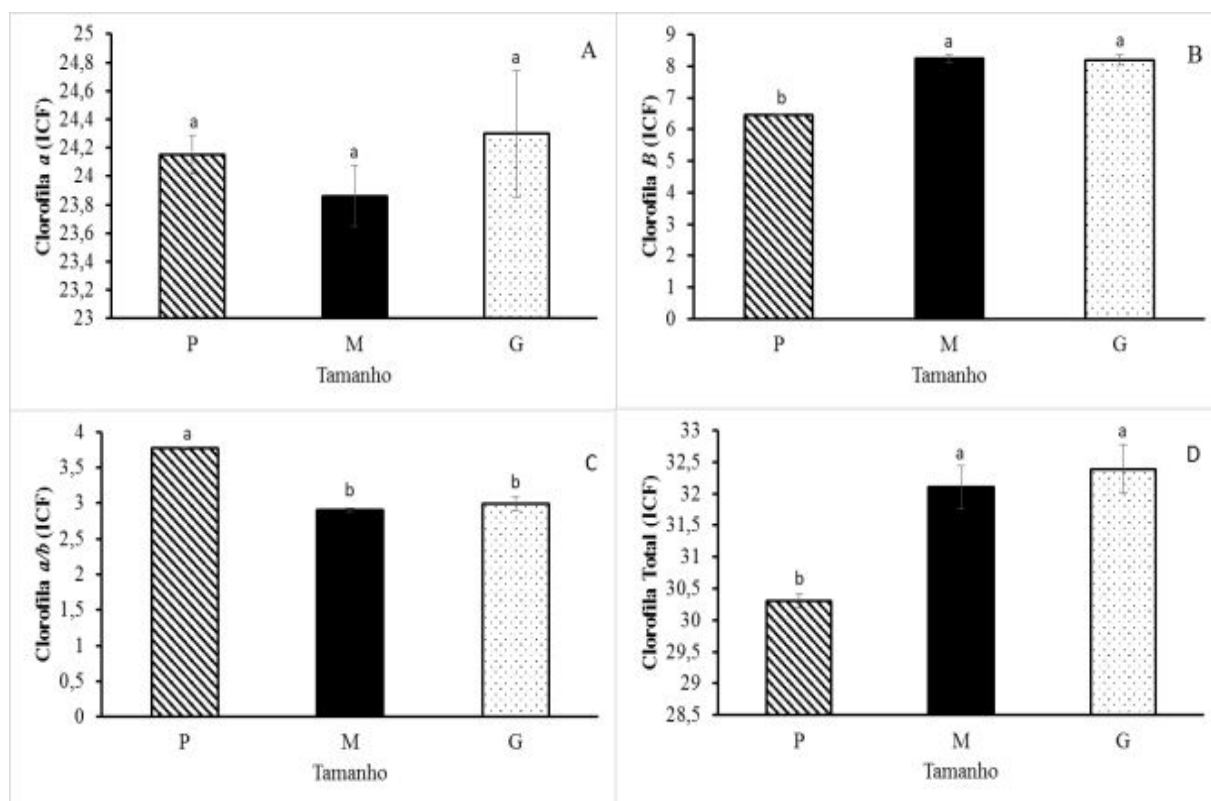 A
Clorofila a (ICF)
25
24,8
24,6
24,4
24,2
24
23,8
23,6
23,4
23,2
23
a
a
a
P
M
G
Tamanho
B
Clorofila B (ICF)
9
8
7
6
5
4
3
2
1
0
b
a
a
P
M
G
Tamanho
C
Clorofila a/b (ICF)
4
3,5
3
2,5
2
1,5
1
0,5
0
a
b
b
P
M
G
Tamanho
D
Clorofila Total (ICF)
33
32,5
32
31,5
31
30,5
30
29,5
29
28,5
b
a
a
P
M
G
Tamanho